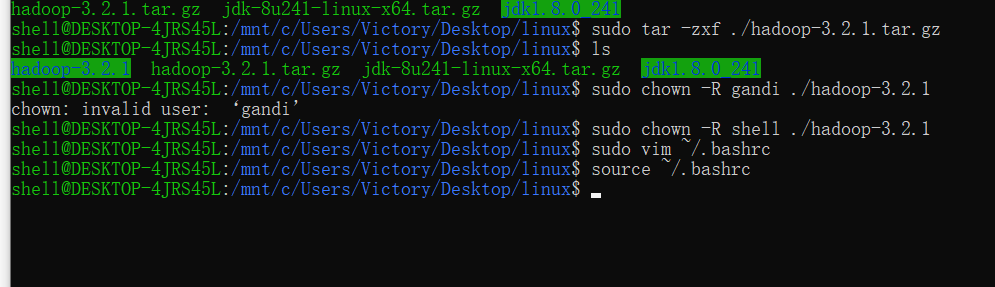 hadoop-3.2.1.tar.gz  jdk-8u241-linux-x64.tar.gz  jdk1.8.0_241
shell@DESKTOP-4JRS45L:/mnt/c/Users/Victory/Desktop/linux$ sudo tar -zxf ./hadoop-3.2.1.tar.gz
shell@DESKTOP-4JRS45L:/mnt/c/Users/Victory/Desktop/linux$ ls
hadoop-3.2.1  hadoop-3.2.1.tar.gz  jdk-8u241-linux-x64.tar.gz  jdk1.8.0_241
shell@DESKTOP-4JRS45L:/mnt/c/Users/Victory/Desktop/linux$ sudo chown -R gandi ./hadoop-3.2.1
chown: invalid user: ‘gandi’
shell@DESKTOP-4JRS45L:/mnt/c/Users/Victory/Desktop/linux$ sudo chown -R shell ./hadoop-3.2.1
shell@DESKTOP-4JRS45L:/mnt/c/Users/Victory/Desktop/linux$ sudo vim ~/.bashrc
shell@DESKTOP-4JRS45L:/mnt/c/Users/Victory/Desktop/linux$ source ~/.bashrc
shell@DESKTOP-4JRS45L:/mnt/c/Users/Victory/Desktop/linux$